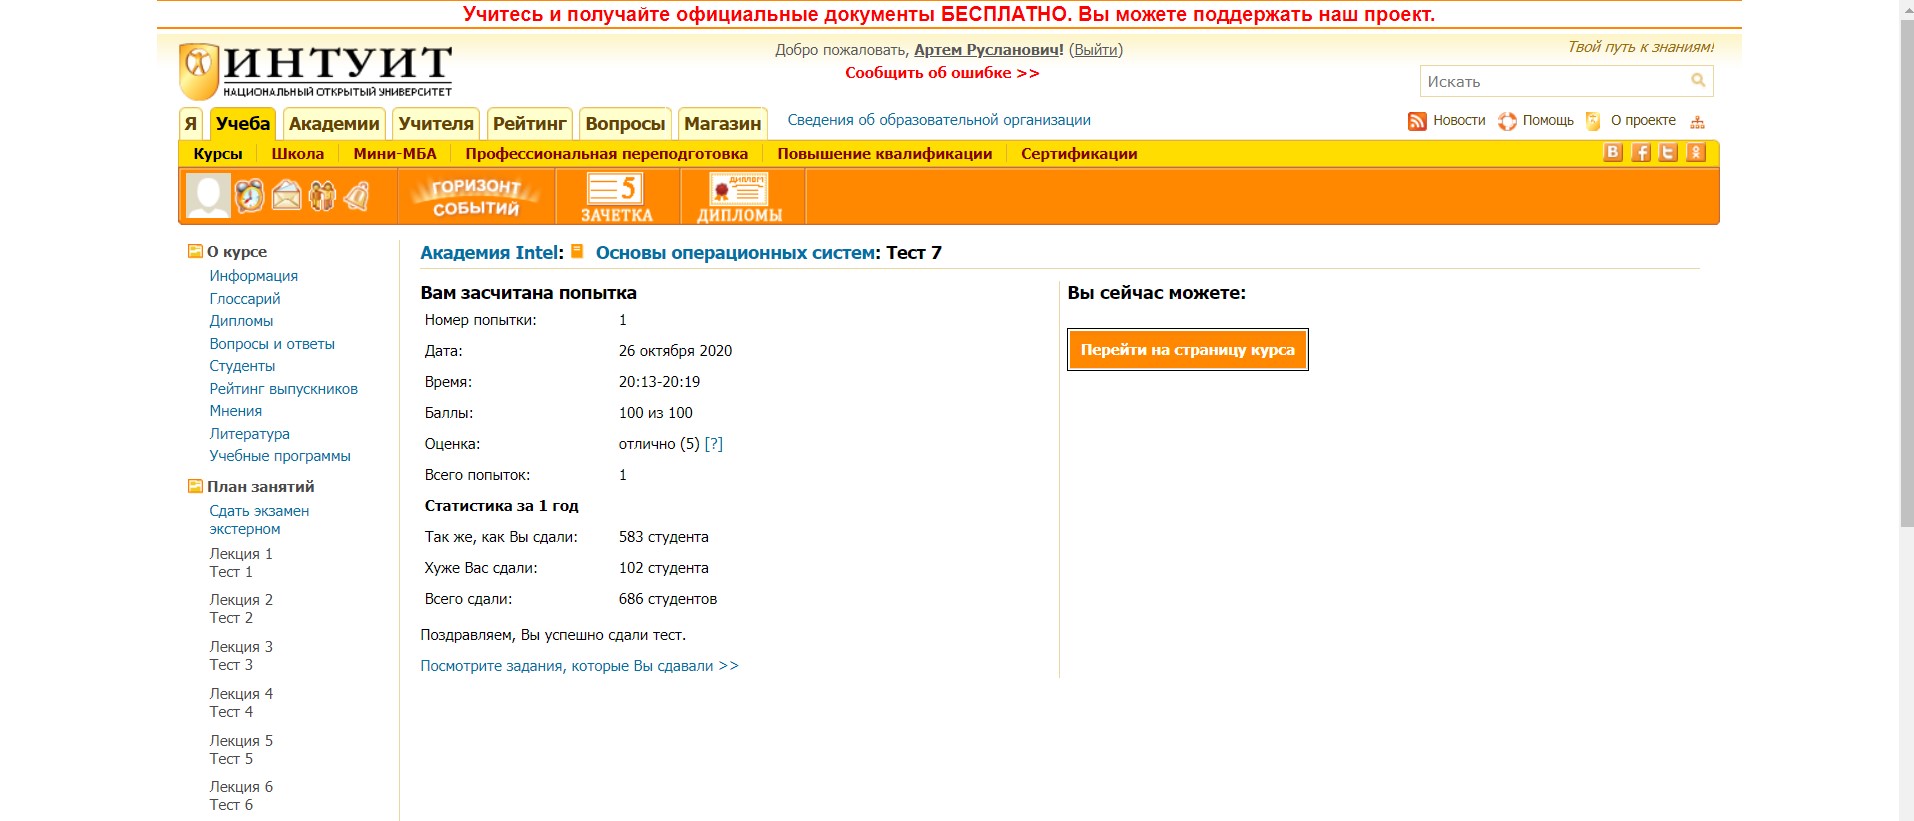 Учитесь и получайте официальные документы БЕСПЛАТНО. Вы можете поддержать наш проект.
ИНТУИТ
НАЦИОНАЛЬНЫЙ ОТКРЫТЫЙ УНИВЕРСИТЕТ
Добро пожаловать, Артем Русланович! (Выйти)
Сообщить об ошибке >>
Твой путь к знаниям!
Искать
Я Учеба Академии Учителя Рейтинг Вопросы Магазин Сведения об образовательной организации Новости Помощь О проекте
Курсы Школа Мини-МБА Профессиональная переподготовка Повышение квалификации Сертификации
ГОРИЗОНТ СОБЫТИЙ
5 ЗАЧЕТКА
ДИПЛОМ ДИПЛОМЫ
О курсе
Информация
Глоссарий
Дипломы
Вопросы и ответы
Студенты
Рейтинг выпускников
Мнения
Литература
Учебные программы
План занятий
Сдать экзамен
экстерном
Лекция 1
Тест 1
Лекция 2
Тест 2
Лекция 3
Тест 3
Лекция 4
Тест 4
Лекция 5
Тест 5
Лекция 6
Тест 6
Академия Intel: Основы операционных систем: Тест 7
Вам засчитана попытка
Номер попытки: 1
Дата: 26 октября 2020
Время: 20:13-20:19
Баллы: 100 из 100
Оценка: отлично (5) [?]
Всего попыток: 1
Статистика за 1 год
Так же, как Вы сдали: 583 студента
Хуже Вас сдали: 102 студента
Всего сдали: 686 студентов
Поздравляем, Вы успешно сдали тест.
Посмотрите задания, которые Вы сдавали >>
Вы сейчас можете:
Перейти на страницу курса